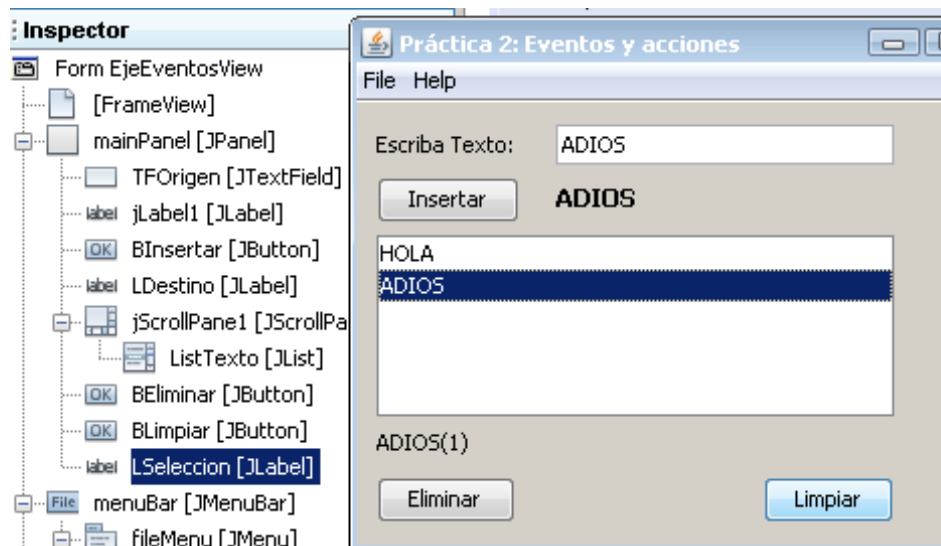 Inspector
Form EjeEventosView
[FrameView]
mainPanel [JPanel]
TFOrigen [JTextField]
label jLabel1 [JLabel]
OK BInsertar [JButton]
label LDestino [JLabel]
jScrollPane1 [JScrollPa
ListTexto [JList]
OK BEliminar [JButton]
OK BLimpiar [JButton]
label LSeleccion [JLabel]
File menuBar [JMenuBar]
fileMenu [JMenu]
Práctica 2: Eventos y acciones
File Help
Escriba Texto: ADIOS
Insertar ADIOS
HOLA
ADIOS
ADIOS(1)
Eliminar Limpiar